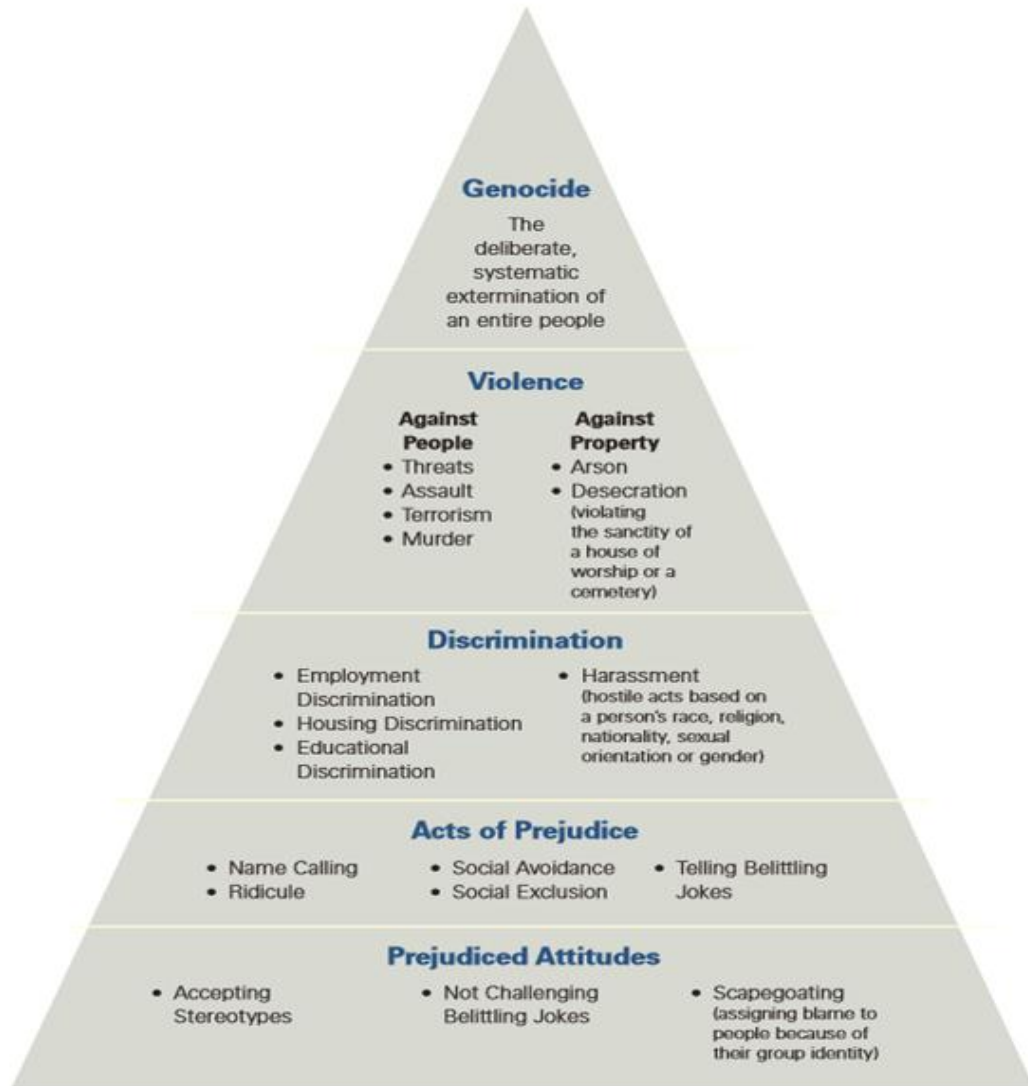 Genocide
The
deliberate,
systematic
extermination of
an entire people
Violence
Against
People
• Threats
• Assault
• Terrorism
• Murder
Against
Property
• Arson
• Desecration
(violating
the sanctity of
a house of
worship or a
cemetery)
Discrimination
• Employment
Discrimination
• Housing Discrimination
• Educational
Discrimination
• Harassment
(hostile acts based on
a person's race, religion,
nationality, sexual
orientation or gender)
Acts of Prejudice
• Name Calling
• Ridicule
• Social Avoidance
• Social Exclusion
• Telling Belittling
Jokes
Prejudiced Attitudes
• Accepting
Stereotypes
• Not Challenging
Belittling Jokes
• Scapegoating
(assigning blame to
people because of
their group identity)